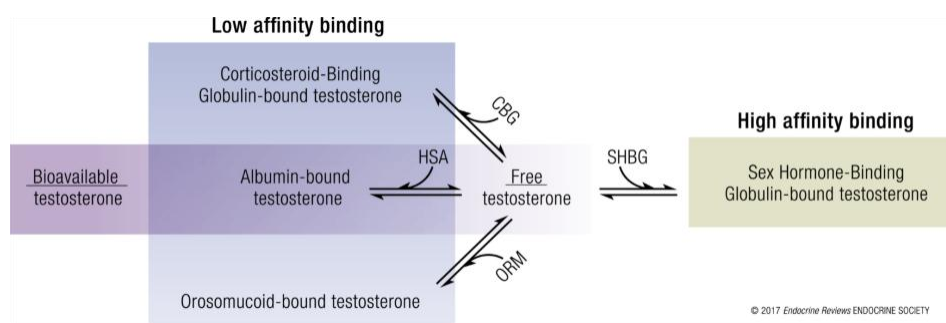 Low affinity binding
Corticosteroid-Binding
Globulin-bound testosterone
CBG
High affinity binding
Bioavailable
testosterone
Albumin-bound
testosterone
HSA
Free
testosterone
SHBG
Sex Hormone-Binding
Globulin-bound testosterone
ORM
Orosomucoid-bound testosterone
© 2017 Endocrine Reviews ENDOCRINE SOCIETY